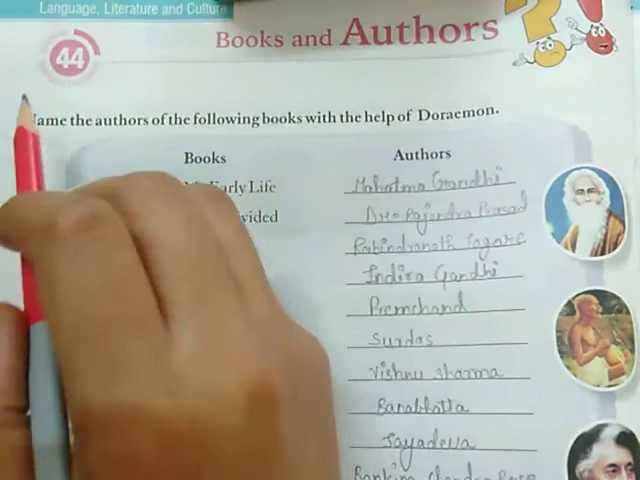 Language, Literature and Culture
44
Books and Authors
ame the authors of the following books with the help of Doraemon.
Books Authors
Early Life Mahatma Gandhi
vided Dr. Rajendra Prasad
Rabindranath Tagore
Indira Gandhi
Premchand
Surdas
Vishnu sharma
Banabhatta
Jayadeva
Bankim Chandra